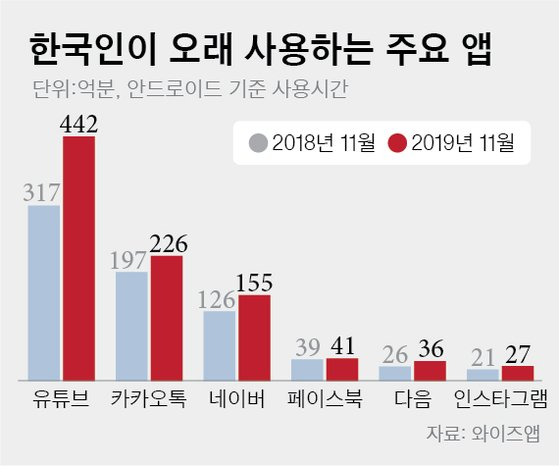 한국인이 오래 사용하는 주요 앱
단위:억분, 안드로이드 기준 사용시간
2018년 11월 2019년 11월
317 442 197 226 126 155 39 41 26 36 21 27
유튜브 카카오톡 네이버 페이스북 다음 인스타그램
자료: 와이즈앱